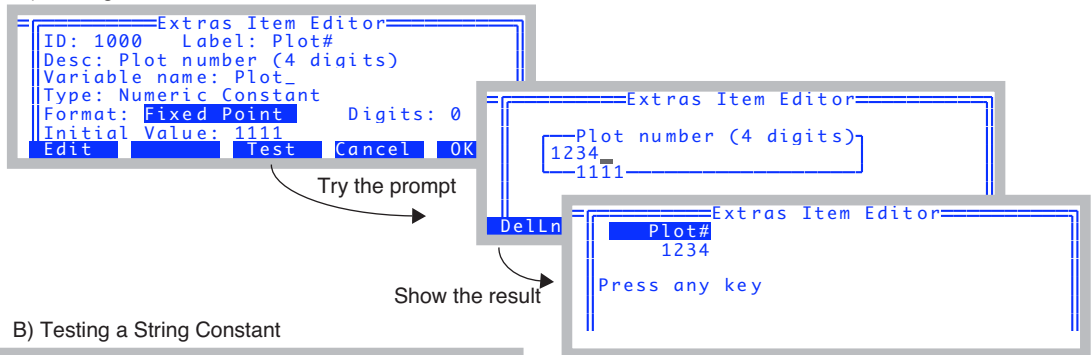 Extras Item Editor
ID: 1000 Label: Plot#
Desc: Plot number (4 digits)
Variable name: Plot_
Type: Numeric Constant
Format: Fixed Point Digits: 0
Initial Value: 1111
Edit Test Cancel OK
Try the prompt
Extras Item Editor
Plot number (4 digits)
1234_
1111
DelLn
Show the result
Extras Item Editor
Plot#
1234
Press any key
B) Testing a String Constant